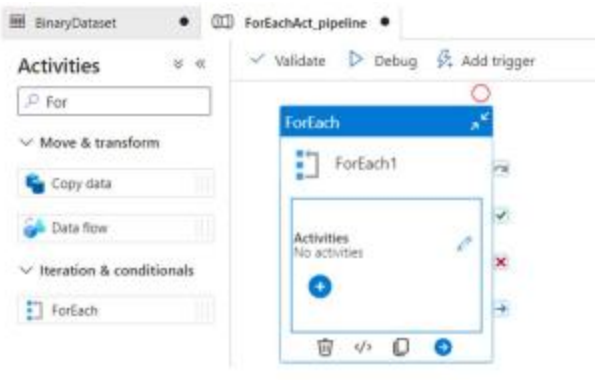 BinaryDataset
ForEachAct_pipeline
Activities
Validate
Debug
Add trigger
For
Move & transform
Copy data
Data flow
Iteration & conditionals
ForEach
ForEach
ForEach1
Activities
No activities